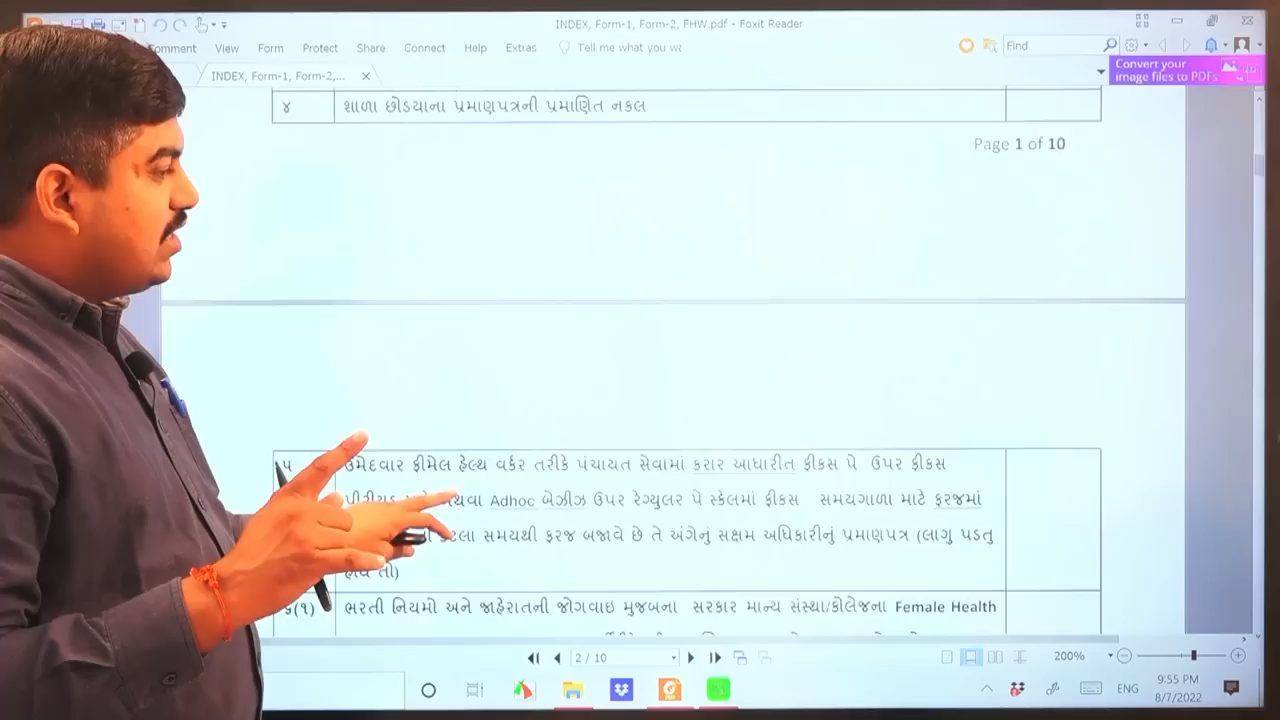 INDEX, Form-1, Form-2, FHW.pdf - Foxit Reader
Comment View Form Protect Share Connect Help Extras Tell me what you wa Find
INDEX, Form-1, Form-2,...
Convert your
image files to PDFs
૪ શાળા છોડયાના પ્રમાણપત્રની પ્રમાણિત નકલ
Page 1 of 10
૫ ઉમેદવાર ફીમેલ હેલ્થ વર્કર તરીકે પંચાયત સેવામાં કરાર આધારીત ફીકસ પે ઉપર ફીકસ
Adhoc બેઝીઝ ઉપર રેગ્યુલર પે સ્કેલમાં ફીકસ સમયગાળા માટે ફરજમાં
સમયથી ફરજ બજાવે છે તે અંગેનું સક્ષમ અધિકારીનું પ્રમાણપત્ર (લાગુ પડતુ
તો)
(૧) ભરતી નિયમો અને જાહેરાતની જોગવાઇ મુજબના સરકાર માન્ય સંસ્થા/કોલેજના Female Health
2 / 10
200%
ENG
9:55 PM
8/7/2022